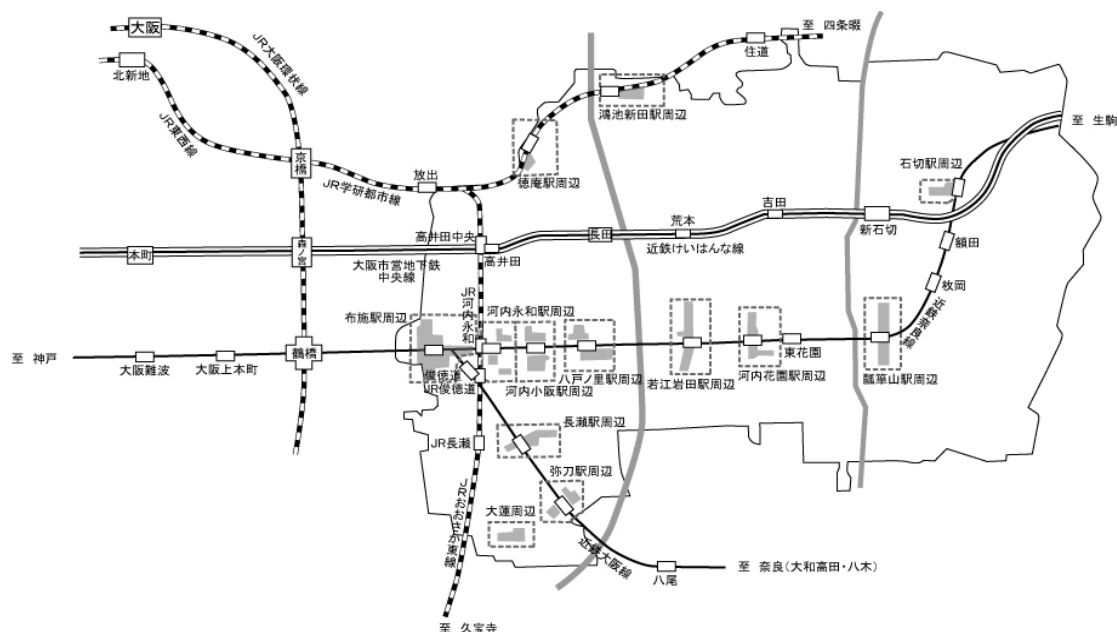 大阪
至 四条畷
住道
JR大阪環状線
北新地
JR東西線
鴻池新田駅周辺
至 生駒
京橋
徳庵駅周辺
石切駅周辺
放出
JR学研都市線
吉田
荒本
新石切
高井田中央
長田
森ノ宮
本町
高井田
近鉄けいはんな線
額田
大阪市営地下鉄
中央線
枚岡
JR河内永和
河内永和駅周辺
布施駅周辺
近鉄奈良線
至 神戸
鶴橋
大阪難波
大阪上本町
俊徳道
JR俊徳道
河内小阪駅周辺
八戸ノ里駅周辺
若江岩田駅周辺
河内花園駅周辺
東花園
瓢箪山駅周辺
長瀬駅周辺
JR長瀬
弥刀駅周辺
大蓮周辺
JRおおさか東線
近鉄大阪線
八尾
至 奈良(大和高田・八木)
至 久宝寺